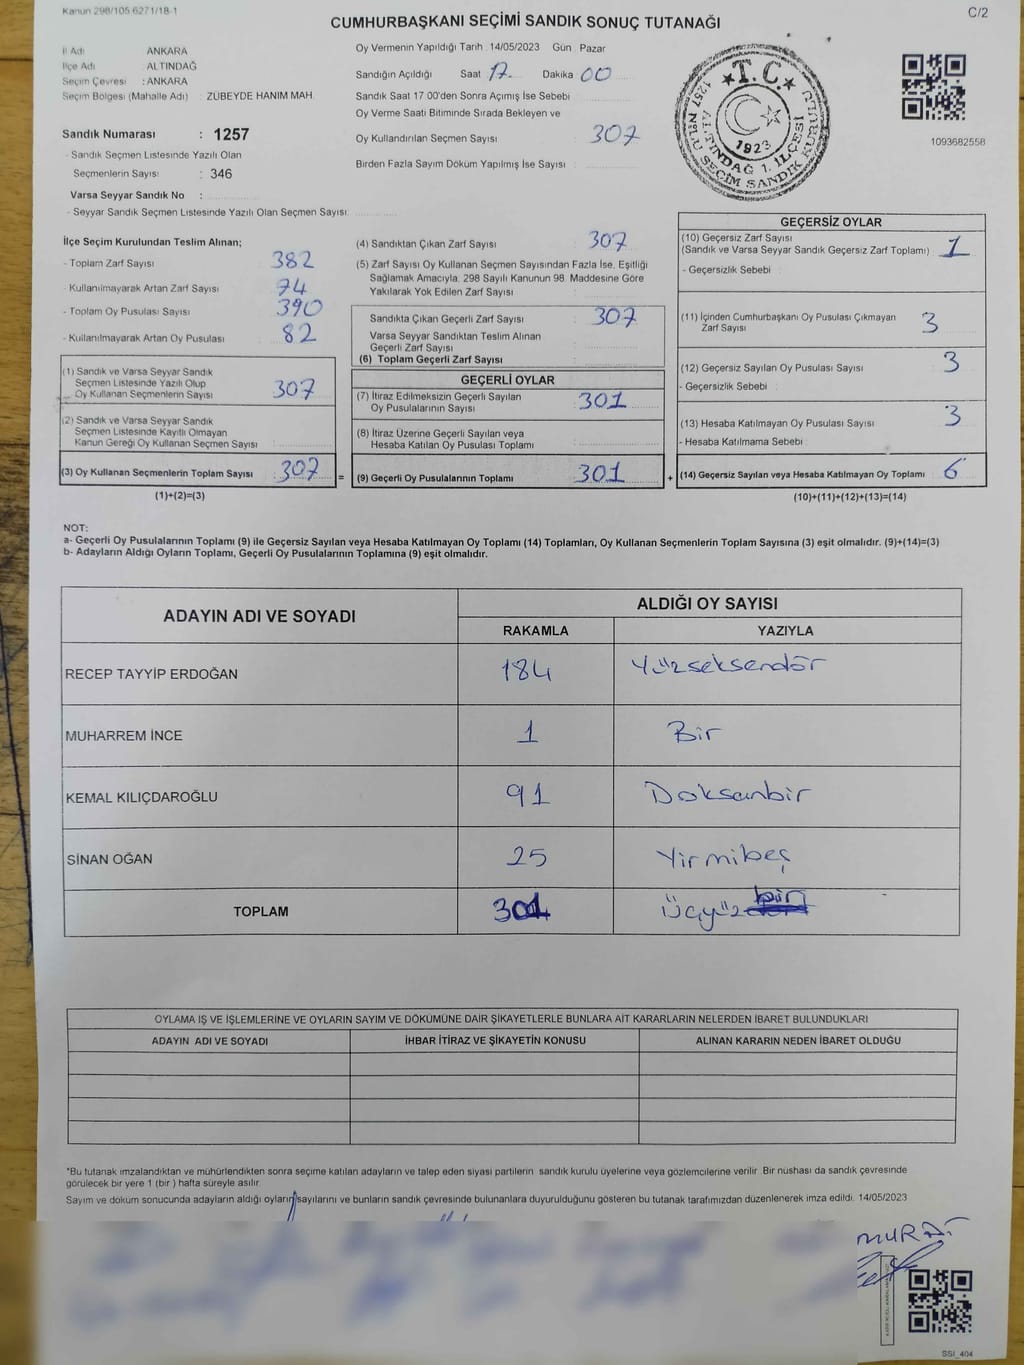 Kanun 298/105 6271/18-1
C/2
CUMHURBAŞKANI SEÇİMİ SANDIK SONUÇ TUTANAĞI
İl Adı ANKARA
İlçe Adı ALTINDAĞ
Seçim Çevresi : ANKARA
Seçim Bölgesi (Mahalle Adı) : ZÜBEYDE HANIM MAH.
Sandık Numarası : 1257
- Sandık Seçmen Listesinde Yazılı Olan
Seçmenlerin Sayısı : 346
Varsa Seyyar Sandık No :
- Seyyar Sandık Seçmen Listesinde Yazılı Olan Seçmen Sayısı:
Oy Vermenin Yapıldığı Tarih : 14/05/2023 Gün : Pazar
Sandığın Açıldığı Saat 17 Dakika 00
Sandık Saat 17:00'den Sonra Açılmış İse Sebebi
Oy Verme Saati Bitiminde Sırada Bekleyen ve
Oy Kullandırılan Seçmen Sayısı 307
Birden Fazla Sayım Döküm Yapılmış İse Sayısı :
T.C.
1257 NOLU SEÇİM SANDIK KURULU
ALTINDAĞ 1. İLÇESİ
1923
1093682558
İlçe Seçim Kurulundan Teslim Alınan;
- Toplam Zarf Sayısı 382
- Kullanılmayarak Artan Zarf Sayısı 74
- Toplam Oy Pusulası Sayısı 390
- Kullanılmayarak Artan Oy Pusulası 82
(1) Sandık ve Varsa Seyyar Sandık
Seçmen Listesinde Yazılı Olup
Oy Kullanan Seçmenlerin Sayısı 307
(2) Sandık ve Varsa Seyyar Sandık
Seçmen Listesinde Kayıtlı Olmayan
Kanun Gereği Oy Kullanan Seçmen Sayısı
(3) Oy Kullanan Seçmenlerin Toplam Sayısı 307 =
(1)+(2)=(3)
(4) Sandıktan Çıkan Zarf Sayısı 307
(5) Zarf Sayısı Oy Kullanan Seçmen Sayısından Fazla İse, Eşitliği
Sağlamak Amacıyla, 298 Sayılı Kanunun 98. Maddesine Göre
Yakılarak Yok Edilen Zarf Sayısı
Sandıkta Çıkan Geçerli Zarf Sayısı 307
Varsa Seyyar Sandıktan Teslim Alınan
Geçerli Zarf Sayısı
(6) Toplam Geçerli Zarf Sayısı
GEÇERLİ OYLAR
(7) İtiraz Edilmeksizin Geçerli Sayılan
Oy Pusulalarının Sayısı 301
(8) İtiraz Üzerine Geçerli Sayılan veya
Hesaba Katılan Oy Pusulası Toplamı
(9) Geçerli Oy Pusulalarının Toplamı 301 +
GEÇERSİZ OYLAR
(10) Geçersiz Zarf Sayısı
(Sandık ve Varsa Seyyar Sandık Geçersiz Zarf Toplamı) 1
- Geçersizlik Sebebi :
(11) İçinden Cumhurbaşkanı Oy Pusulası Çıkmayan
Zarf Sayısı 3
(12) Geçersiz Sayılan Oy Pusulası Sayısı 3
- Geçersizlik Sebebi :
(13) Hesaba Katılmayan Oy Pusulası Sayısı 3
- Hesaba Katılmama Sebebi :
(14) Geçersiz Sayılan veya Hesaba Katılmayan Oy Toplamı 6
(10)+(11)+(12)+(13)=(14)
NOT:
a- Geçerli Oy Pusulalarının Toplamı (9) ile Geçersiz Sayılan veya Hesaba Katılmayan Oy Toplamı (14) Toplamları, Oy Kullanan Seçmenlerin Toplam Sayısına (3) eşit olmalıdır. (9)+(14)=(3)
b- Adayların Aldığı Oyların Toplamı, Geçerli Oy Pusulalarının Toplamına (9) eşit olmalıdır.
ADAYIN ADI VE SOYADI ALDIĞI OY SAYISI
RAKAMLA YAZIYLA
RECEP TAYYİP ERDOĞAN 184 Yüzseksendör
MUHARREM İNCE 1 Bir
KEMAL KILIÇDAROĞLU 91 Doksanbir
SİNAN OĞAN 25 Yirmibeş
TOPLAM 301 Üçyüz bir
OYLAMA İŞ VE İŞLEMLERİNE VE OYLARIN SAYIM VE DÖKÜMÜNE DAİR ŞİKAYETLERLE BUNLARA AİT KARARLARIN NELERDEN İBARET BULUNDUKLARI
ADAYIN ADI VE SOYADI İHBAR İTİRAZ VE ŞİKAYETİN KONUSU ALINAN KARARIN NEDEN İBARET OLDUĞU
*Bu tutanak imzalandıktan ve mühürlendikten sonra seçime katılan adayların ve talep eden siyasi partilerin sandık kurulu üyelerine veya gözlemcilerine verilir. Bir nüshası da sandık çevresinde
görülecek bir yere 1 (bir ) hafta süreyle asılır.
Sayım ve döküm sonucunda adayların aldığı oyların sayılarını ve bunların sandık çevresinde bulunanlara duyurulduğunu gösteren bu tutanak tarafımızdan düzenlenerek imza edildi. 14/05/2023
SSI_404